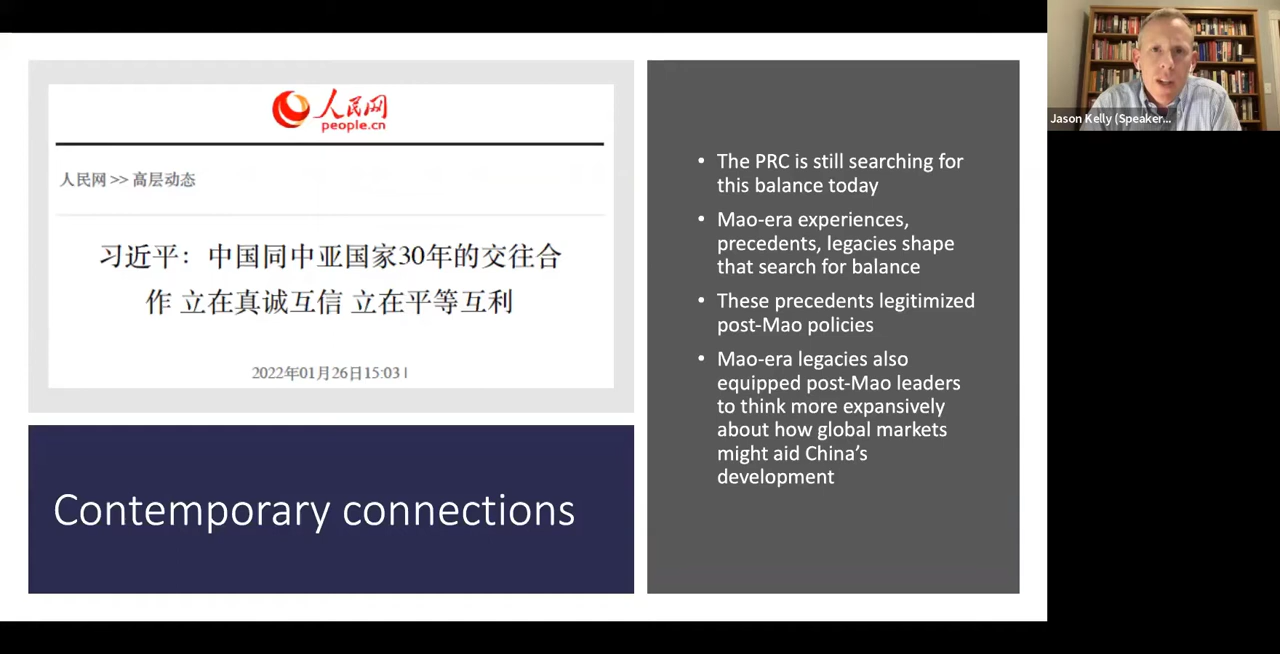 人民网
people.cn
人民网 >> 高层动态
习近平：中国同中亚国家30年的交往合
作 立在真诚互信 立在平等互利
2022年01月26日15:03 |
Contemporary connections
• The PRC is still searching for
this balance today
• Mao-era experiences,
precedents, legacies shape
that search for balance
• These precedents legitimized
post-Mao policies
• Mao-era legacies also
equipped post-Mao leaders
to think more expansively
about how global markets
might aid China’s
development
Jason Kelly (Speaker...